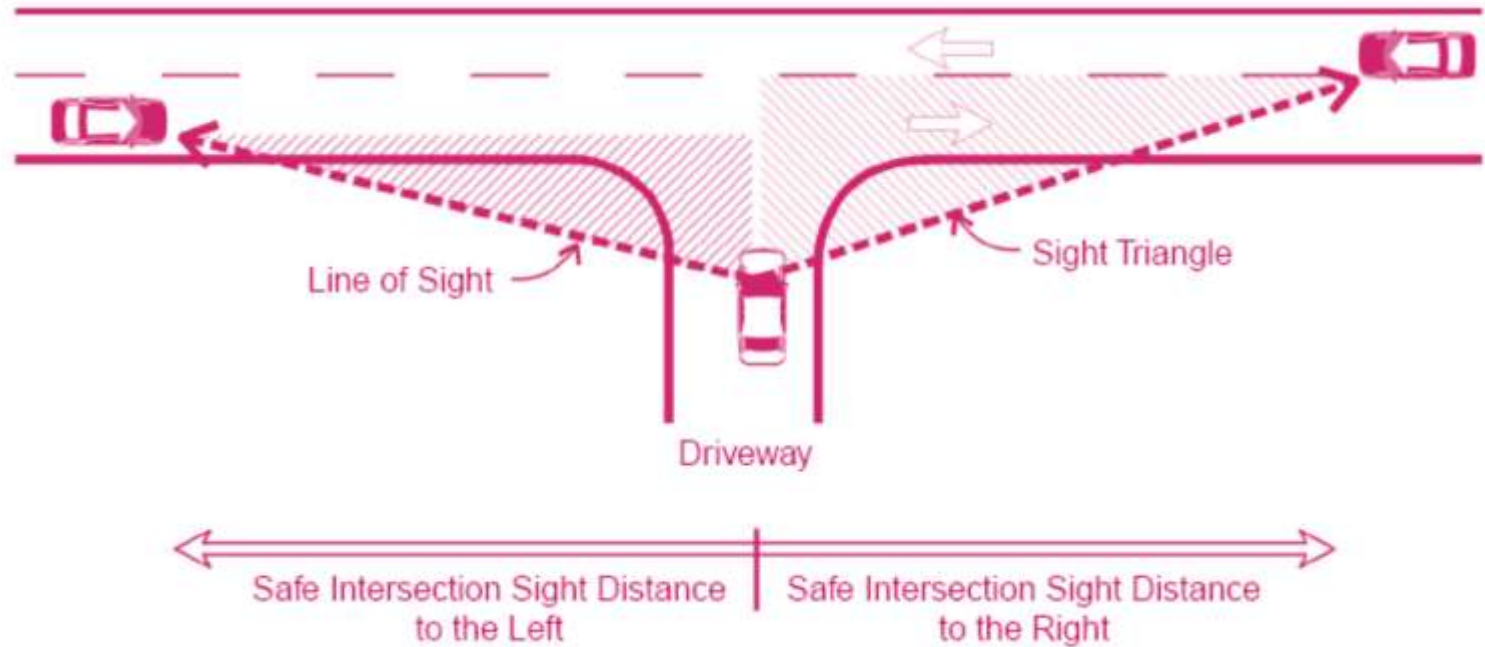 Line of Sight
Sight Triangle
Driveway
Safe Intersection Sight Distance
to the Left
Safe Intersection Sight Distance
to the Right